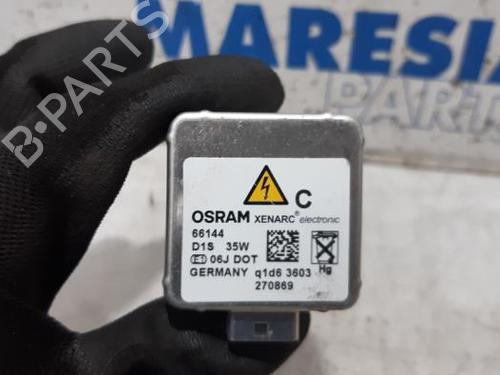 MARESIA
PARTS
B-PARTS
C
OSRAM XENARC® electronic
66144
D1S 35W
E1 06J DOT
Hg
GERMANY q1d6 3603
270869